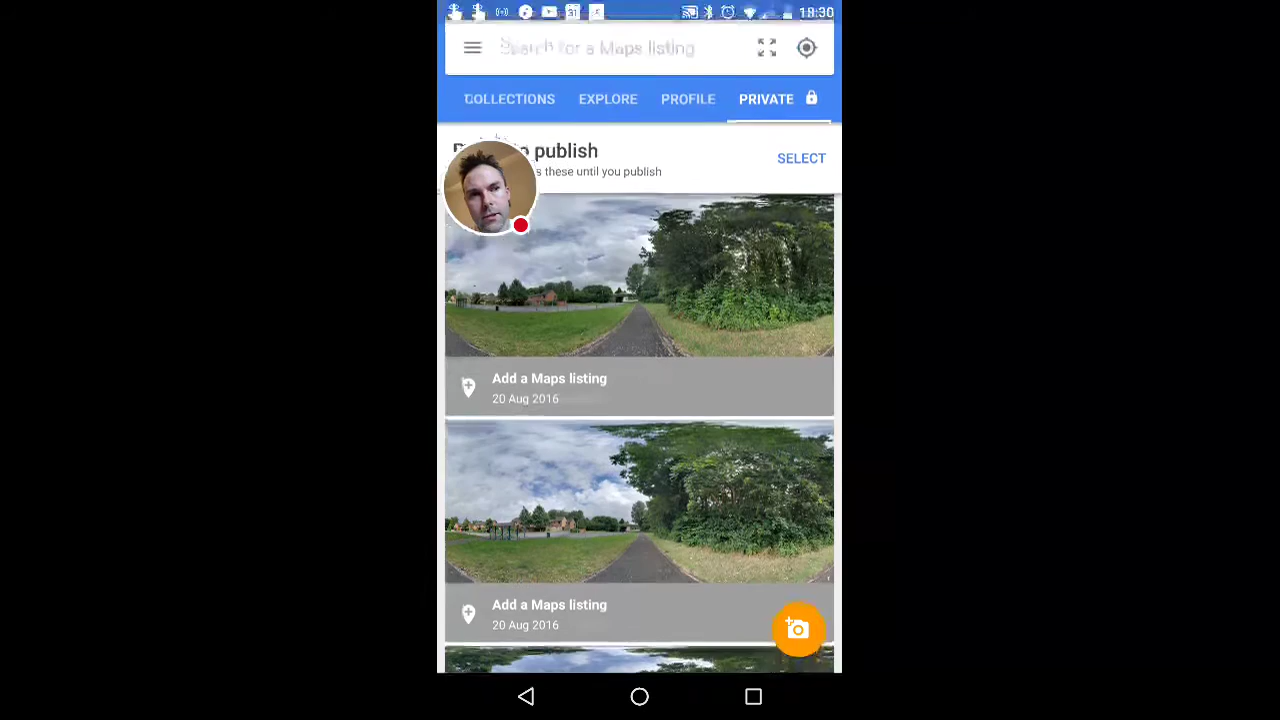 18:30
Search for a Maps listing
COLLECTIONS EXPLORE PROFILE PRIVATE
publish
SELECT
these until you publish
Add a Maps listing
20 Aug 2016
Add a Maps listing
20 Aug 2016